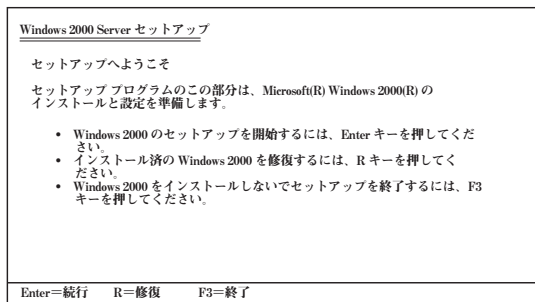 Windows 2000 Server セットアップ
セットアップへようこそ
セットアップ プログラムのこの部分は、Microsoft(R) Windows 2000(R) の
インストールと設定を準備します。
• Windows 2000 のセットアップを開始するには、Enter キーを押してくだ
さい。
• インストール済の Windows 2000 を修復するには、R キーを押してく
ださい。
• Windows 2000 をインストールしないでセットアップを終了するには、F3
キーを押してください。
Enter＝続行 R＝修復 F3＝終了